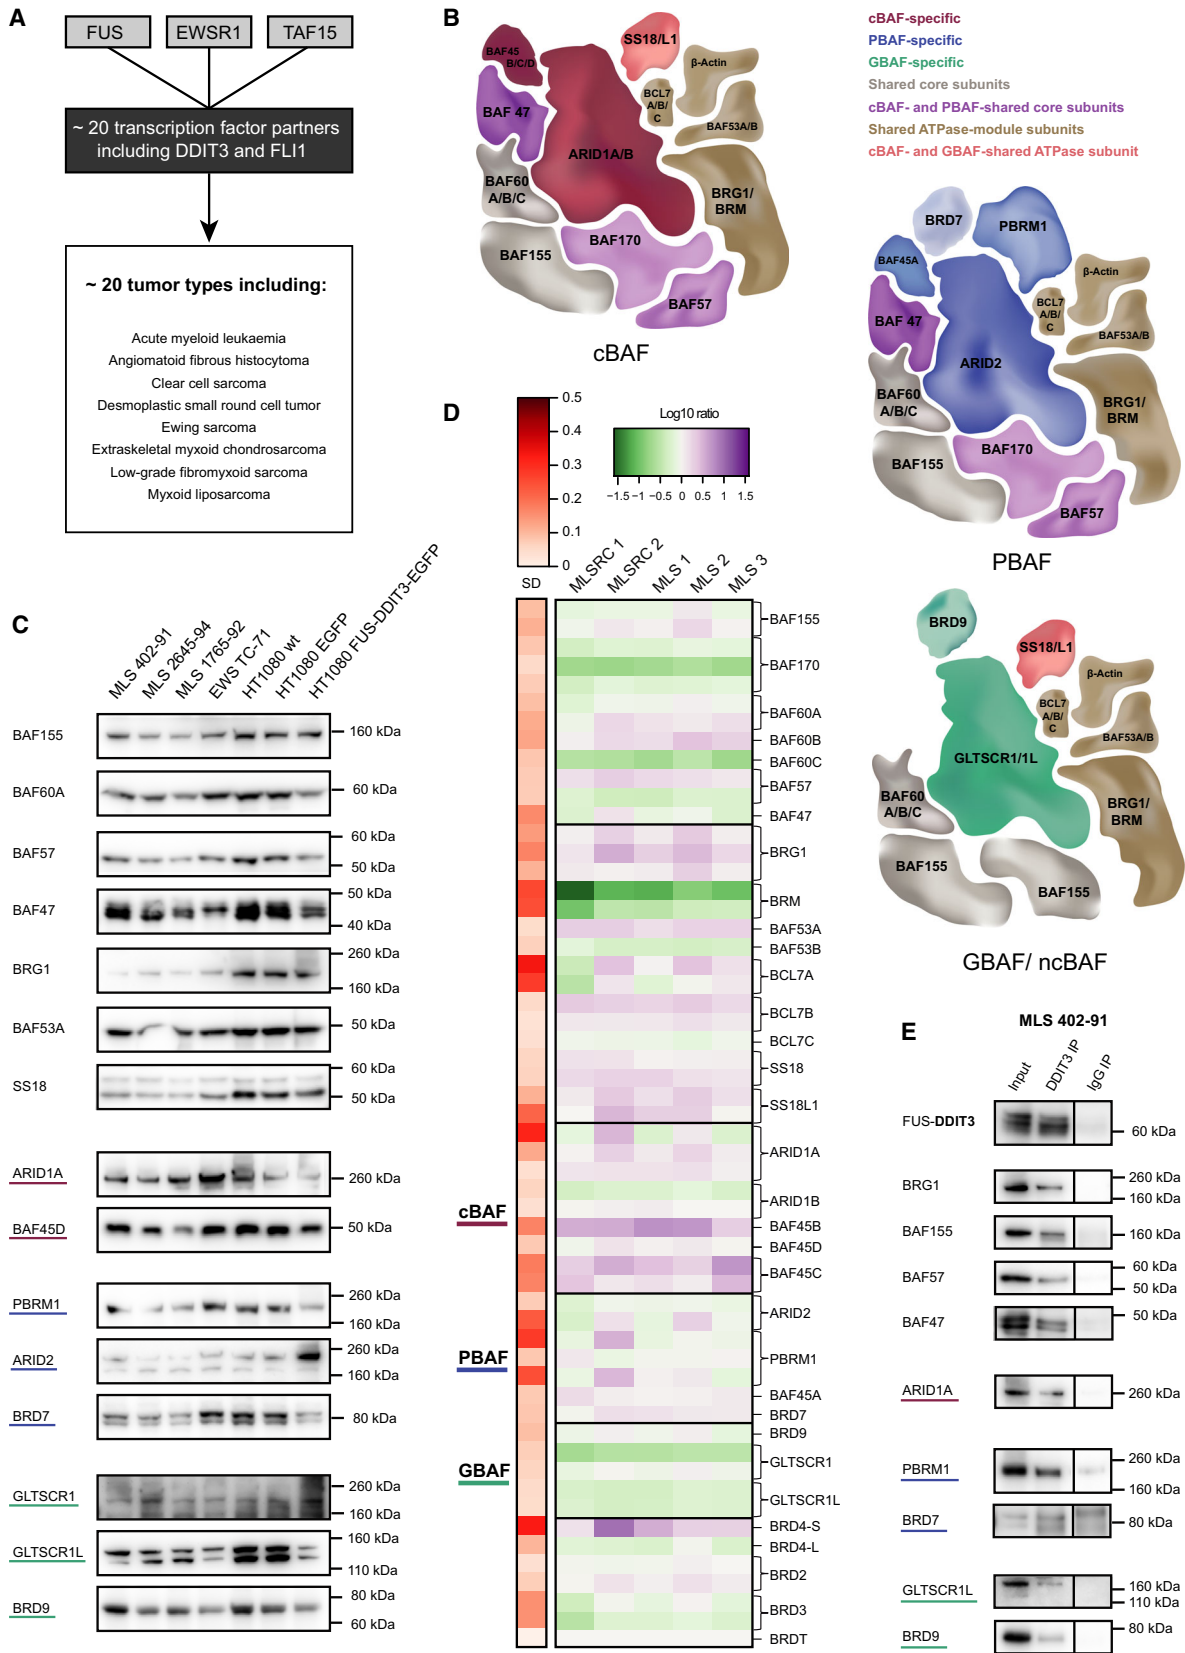 A
FUS
EWSR1
TAF15
~ 20 transcription factor partners
including DDIT3 and FLI1
~ 20 tumor types including:
Acute myeloid leukaemia
Angiomatoid fibrous histocytoma
Clear cell sarcoma
Desmoplastic small round cell tumor
Ewing sarcoma
Extraskeletal myxoid chondrosarcoma
Low-grade fibromyxoid sarcoma
Myxoid liposarcoma
B
cBAF-specific
PBAF-specific
GBAF-specific
Shared core subunits
cBAF- and PBAF-shared core subunits
Shared ATPase-module subunits
cBAF- and GBAF-shared ATPase subunit
BAF45
B/C/D
SS18/L1
β-Actin
BCL7
A/B/
C
BAF53A/B
BAF 47
ARID1A/B
BAF60
A/B/C
BRG1/
BRM
BAF155
BAF170
BAF57
cBAF
BRD7
PBRM1
BAF45A
β-Actin
BCL7
A/B/
C
BAF53A/B
BAF 47
ARID2
BAF60
A/B/C
BRG1/
BRM
BAF155
BAF170
BAF57
PBAF
BRD9
SS18/L1
β-Actin
BCL7
A/B/
C
BAF53A/B
GLTSCR1/1L
BAF60
A/B/C
BRG1/
BRM
BAF155
BAF155
GBAF/ ncBAF
C
MLS 402-91
MLS 2645-94
MLS 1765-92
EWS TC-71
HT1080 wt
HT1080 EGFP
HT1080 FUS-DDIT3-EGFP
BAF155
160 kDa
BAF60A
60 kDa
BAF57
60 kDa
50 kDa
BAF47
50 kDa
40 kDa
BRG1
260 kDa
160 kDa
BAF53A
50 kDa
SS18
60 kDa
50 kDa
ARID1A
260 kDa
BAF45D
50 kDa
PBRM1
260 kDa
160 kDa
ARID2
260 kDa
160 kDa
BRD7
80 kDa
GLTSCR1
260 kDa
160 kDa
GLTSCR1L
160 kDa
110 kDa
BRD9
80 kDa
60 kDa
D
0.5
0.4
0.3
0.2
0.1
0
SD
Log10 ratio
−1.5 −1 −0.5 0 0.5 1 1.5
MLSRC 1
MLSRC 2
MLS 1
MLS 2
MLS 3
BAF155
BAF170
BAF60A
BAF60B
BAF60C
BAF57
BAF47
BRG1
BRM
BAF53A
BAF53B
BCL7A
BCL7B
BCL7C
SS18
SS18L1
ARID1A
ARID1B
cBAF
BAF45B
BAF45D
BAF45C
ARID2
PBAF
PBRM1
BAF45A
BRD7
BRD9
GBAF
GLTSCR1
GLTSCR1L
BRD4-S
BRD4-L
BRD2
BRD3
BRDT
E
MLS 402-91
Input
DDIT3 IP
IgG IP
FUS-DDIT3
60 kDa
BRG1
260 kDa
160 kDa
BAF155
160 kDa
BAF57
60 kDa
50 kDa
BAF47
50 kDa
ARID1A
260 kDa
PBRM1
260 kDa
160 kDa
BRD7
80 kDa
GLTSCR1L
160 kDa
110 kDa
BRD9
80 kDa